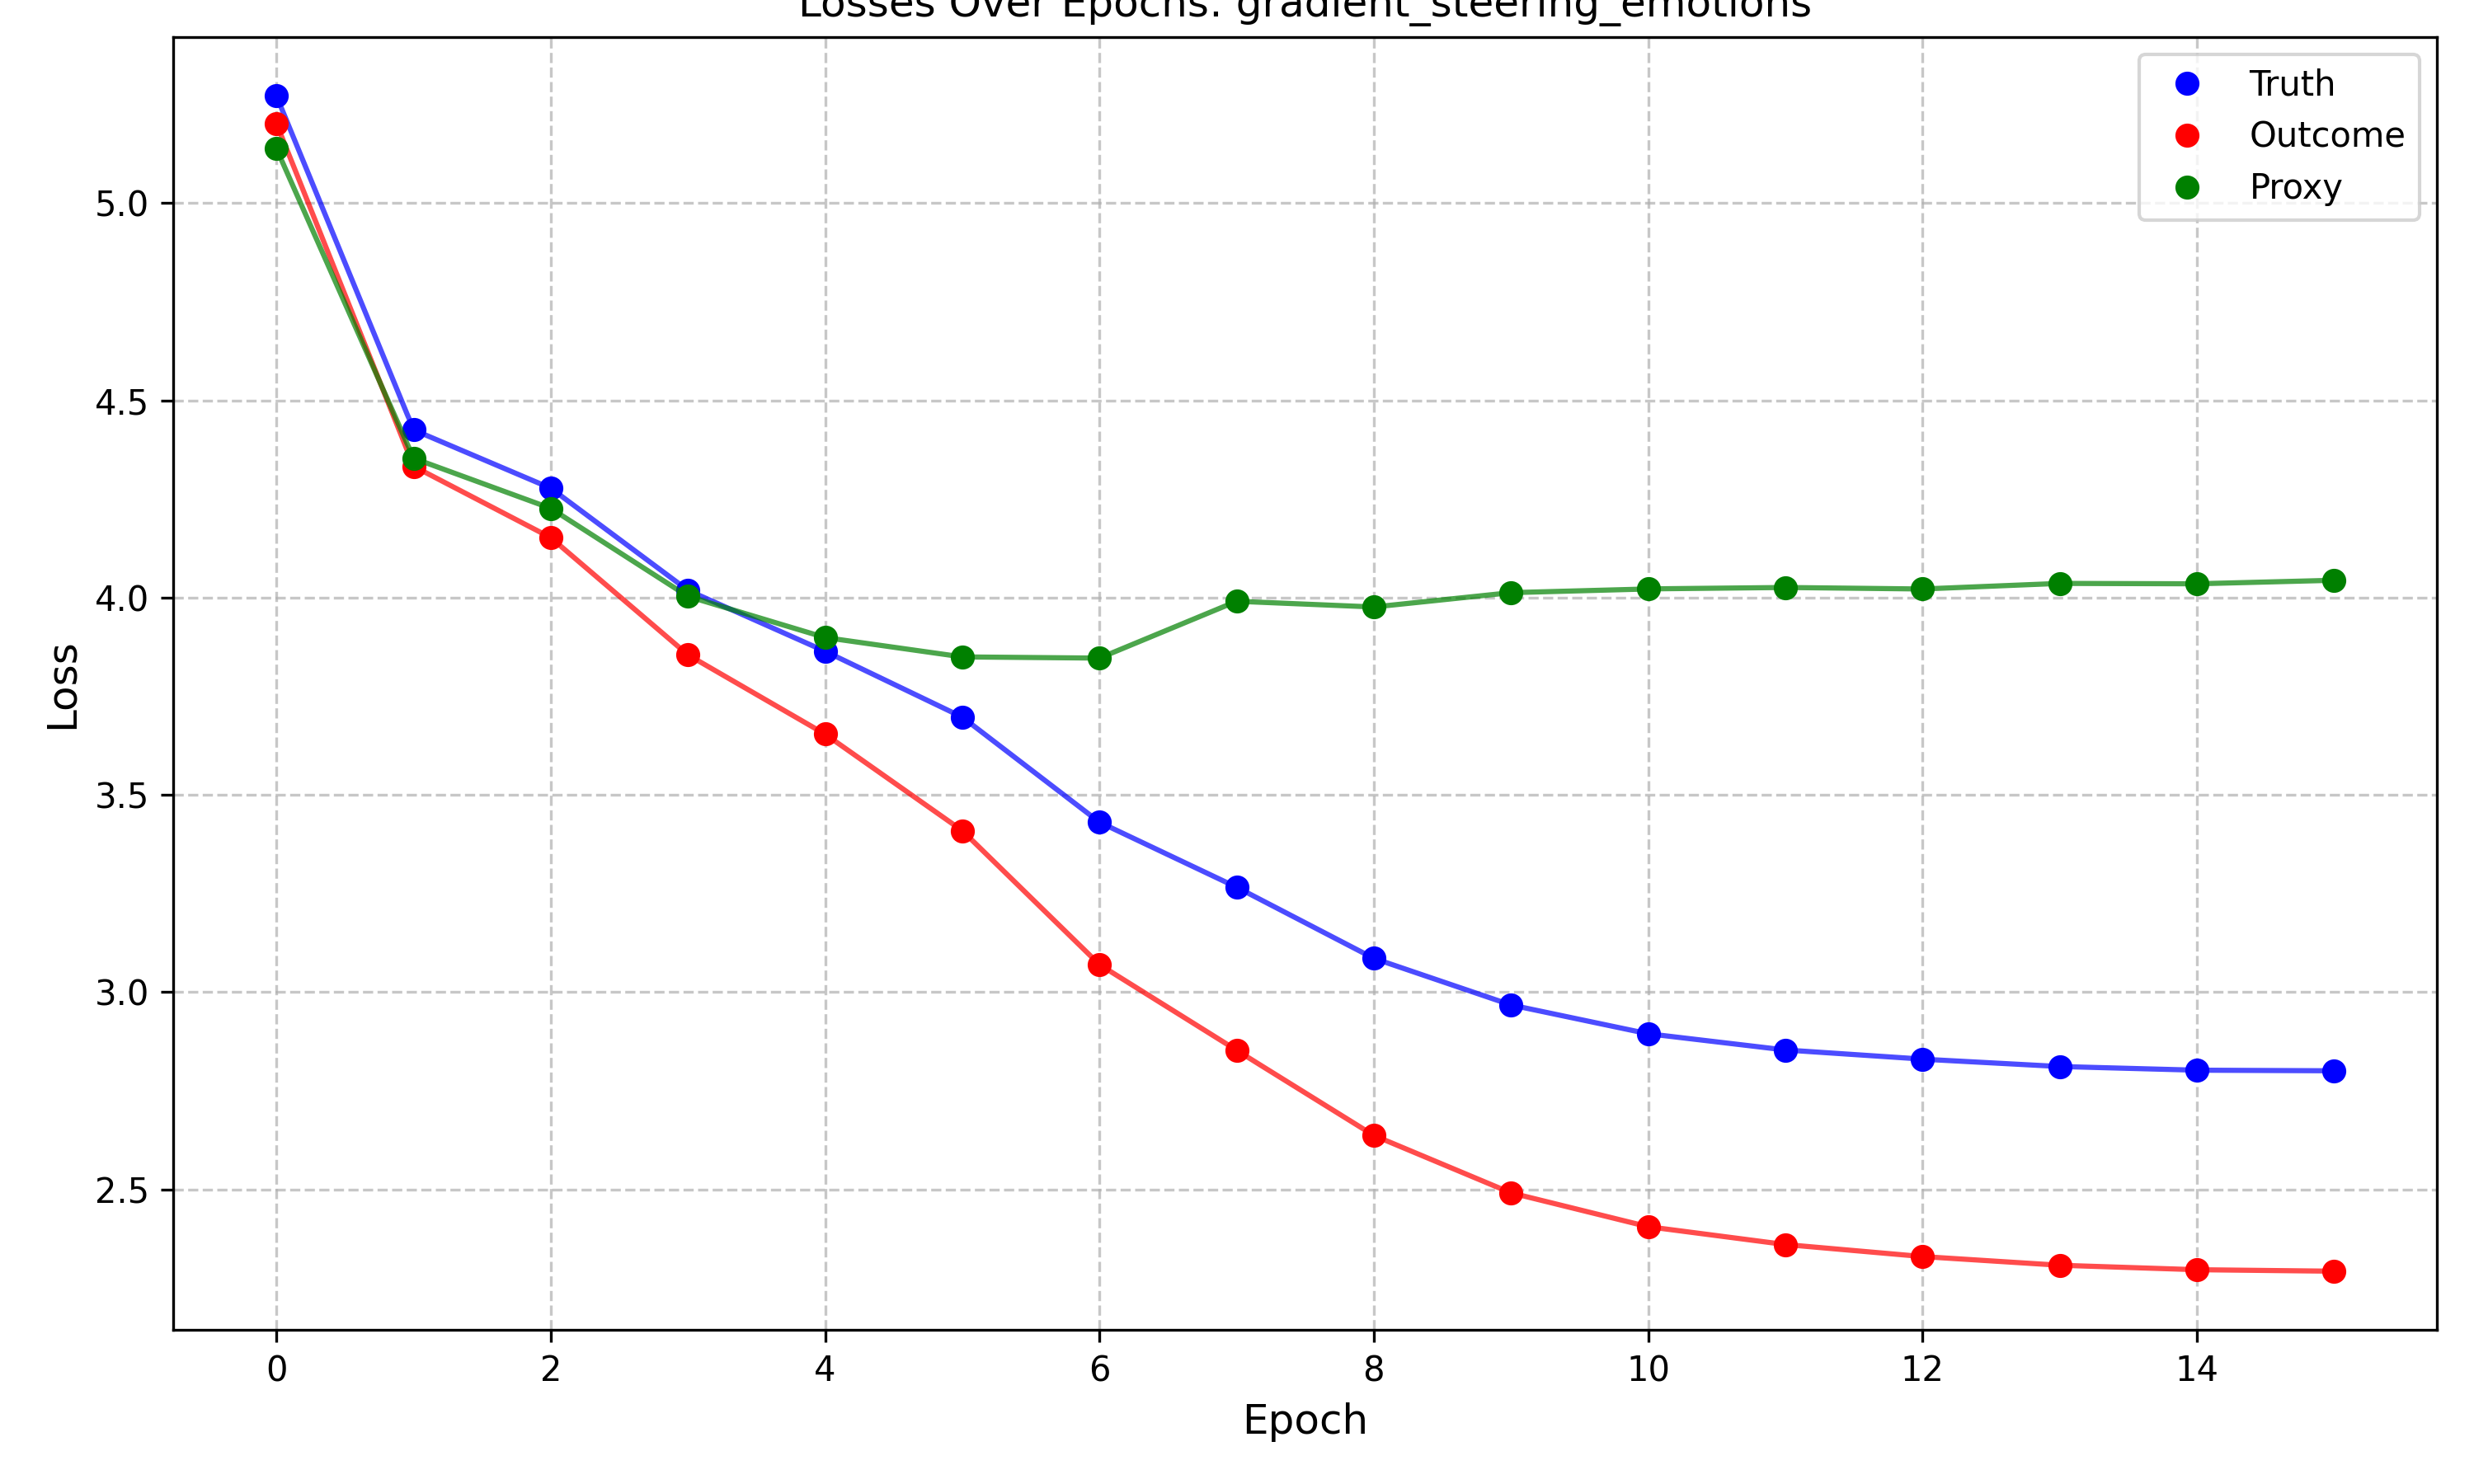 Losses Over Epochs: gradient_steering_emotions
Truth
Outcome
Proxy
5.0
4.5
4.0
3.5
3.0
2.5
Loss
0 2 4 6 8 10 12 14
Epoch